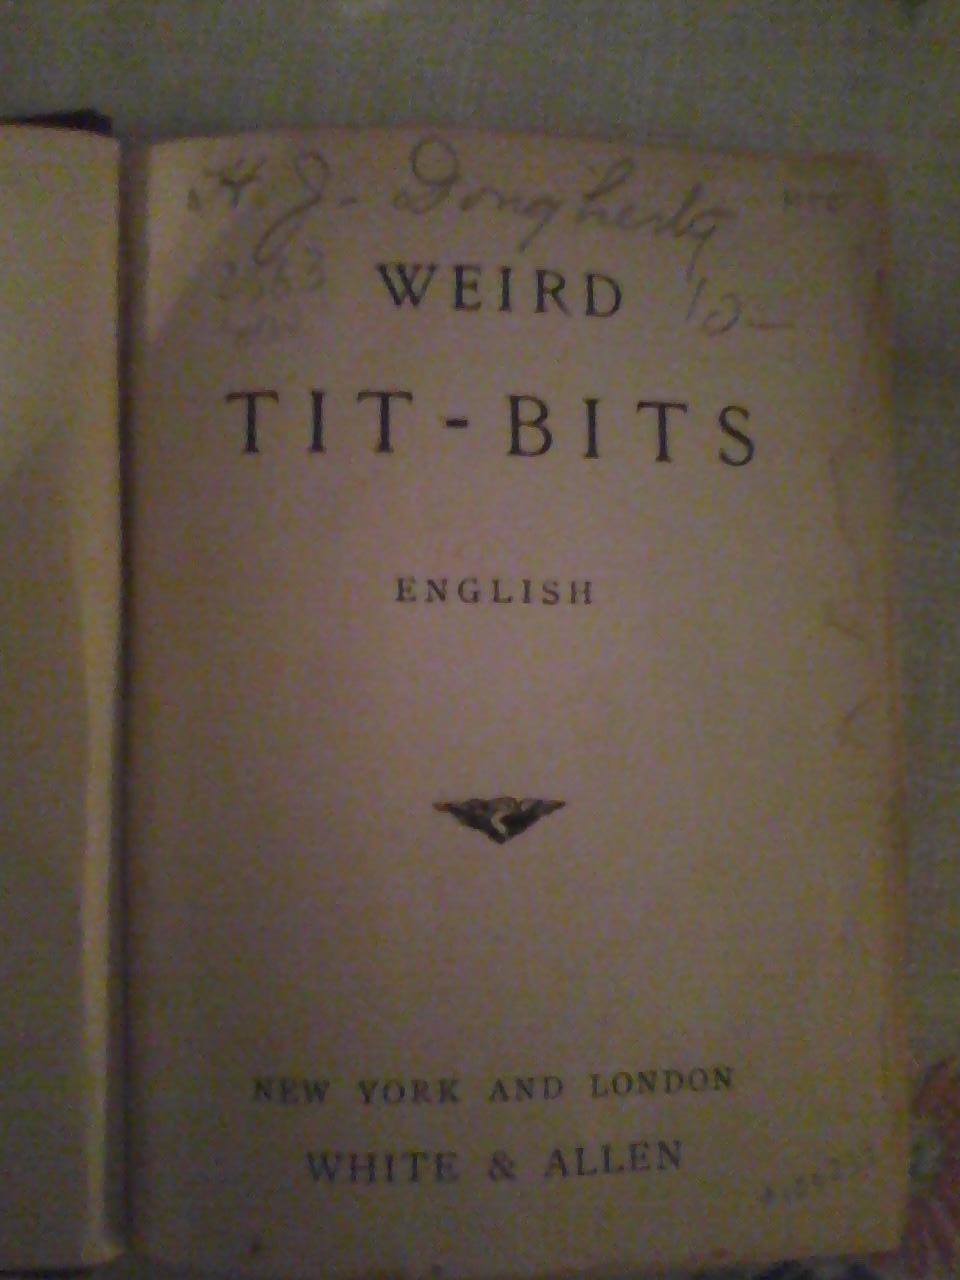 H. J. Dougherty
WEIRD
TIT-BITS
ENGLISH
NEW YORK AND LONDON
WHITE & ALLEN